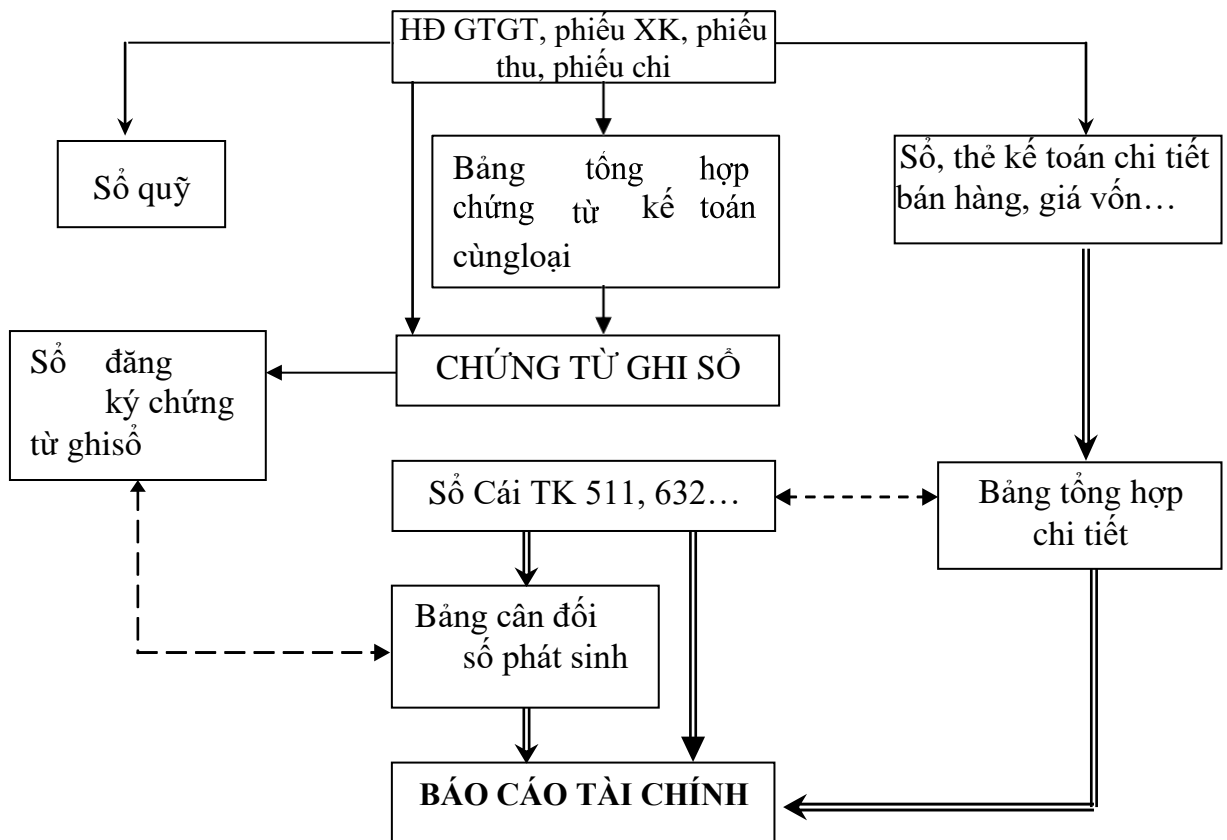 HĐ GTGT, phiếu XK, phiếu
thu, phiếu chi
Sổ quỹ
Bảng tổng hợp
chứng từ kế toán
cùngloại
Sổ, thẻ kế toán chi tiết
bán hàng, giá vốn…
Sổ đăng
ký chứng
từ ghisổ
CHỨNG TỪ GHI SỔ
Sổ Cái TK 511, 632…
Bảng tổng hợp
chi tiết
Bảng cân đối
số phát sinh
BÁO CÁO TÀI CHÍNH